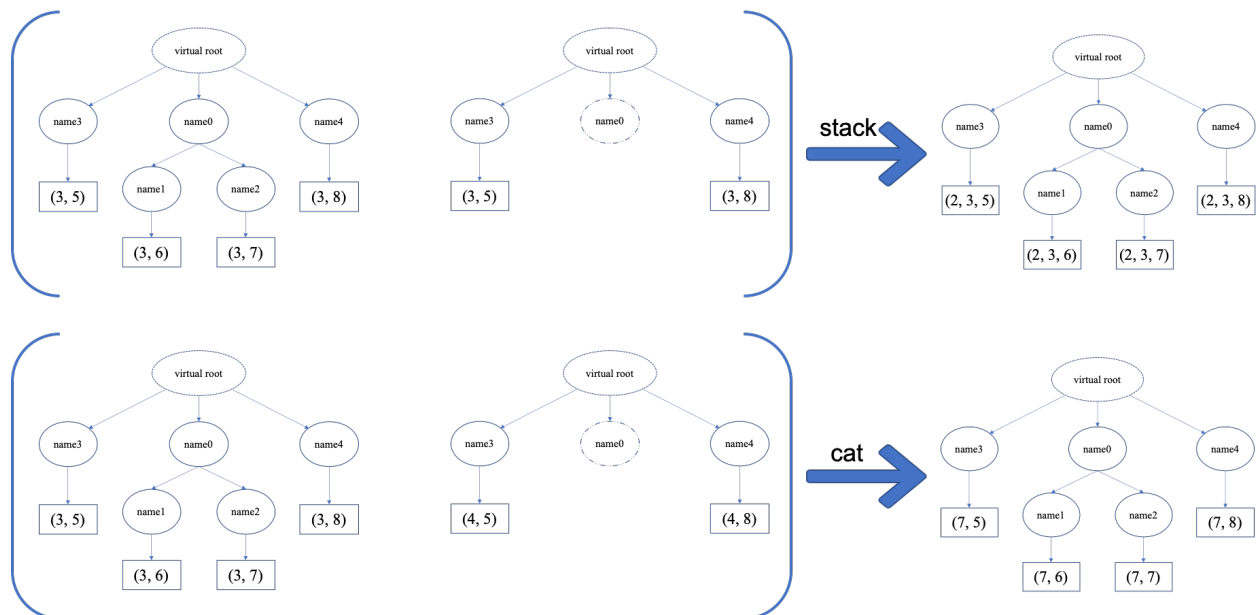 virtual root
name3
name0
name4
(3, 5)
name1
name2
(3, 8)
(3, 6)
(3, 7)
virtual root
name3
name0
name4
(3, 5)
(3, 8)
stack
virtual root
name3
name0
name4
(2, 3, 5)
name1
name2
(2, 3, 8)
(2, 3, 6)
(2, 3, 7)
virtual root
name3
name0
name4
(3, 5)
name1
name2
(3, 8)
(3, 6)
(3, 7)
virtual root
name3
name0
name4
(4, 5)
(4, 8)
cat
virtual root
name3
name0
name4
(7, 5)
name1
name2
(7, 8)
(7, 6)
(7, 7)